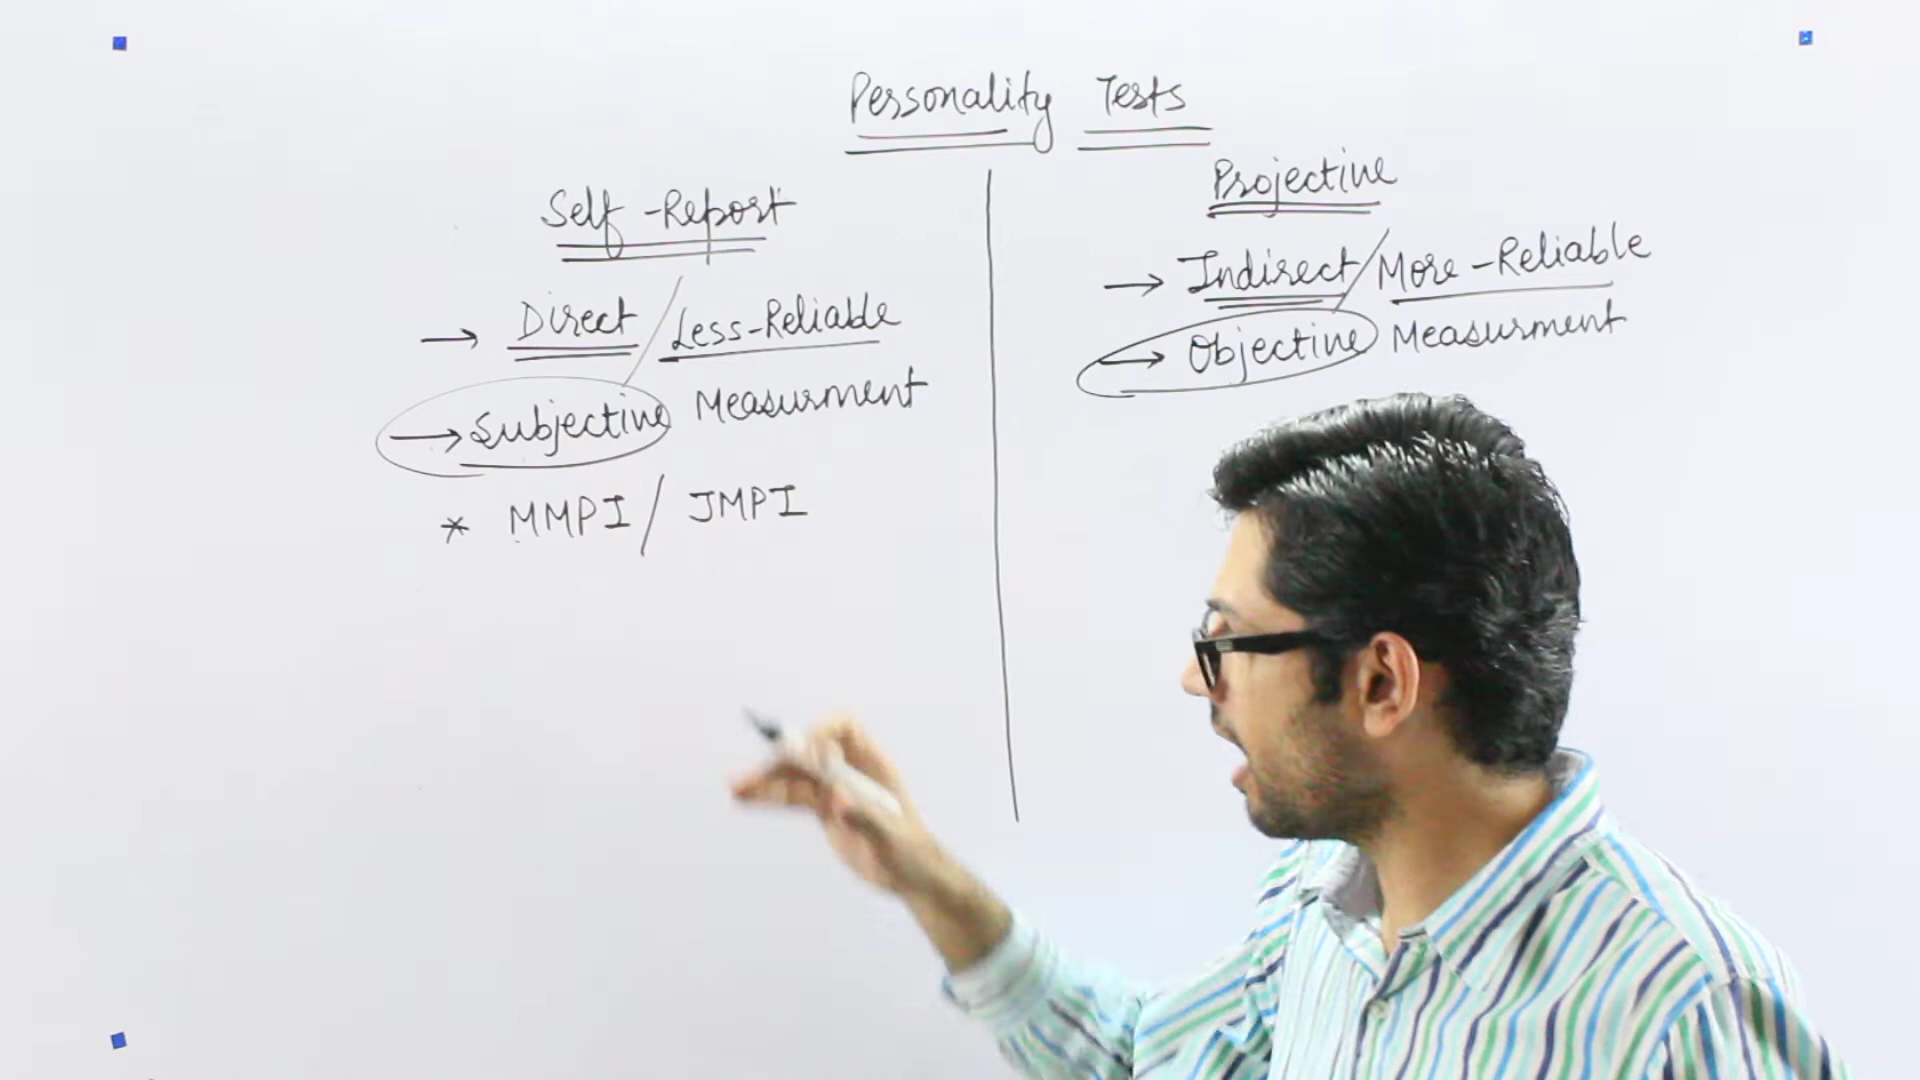 Personality Tests
Self-Report
→ Direct / Less-Reliable
→ Subjective Measurment
* MMPI / JMPI
Projective
→ Indirect / More-Reliable
→ Objective Measurment